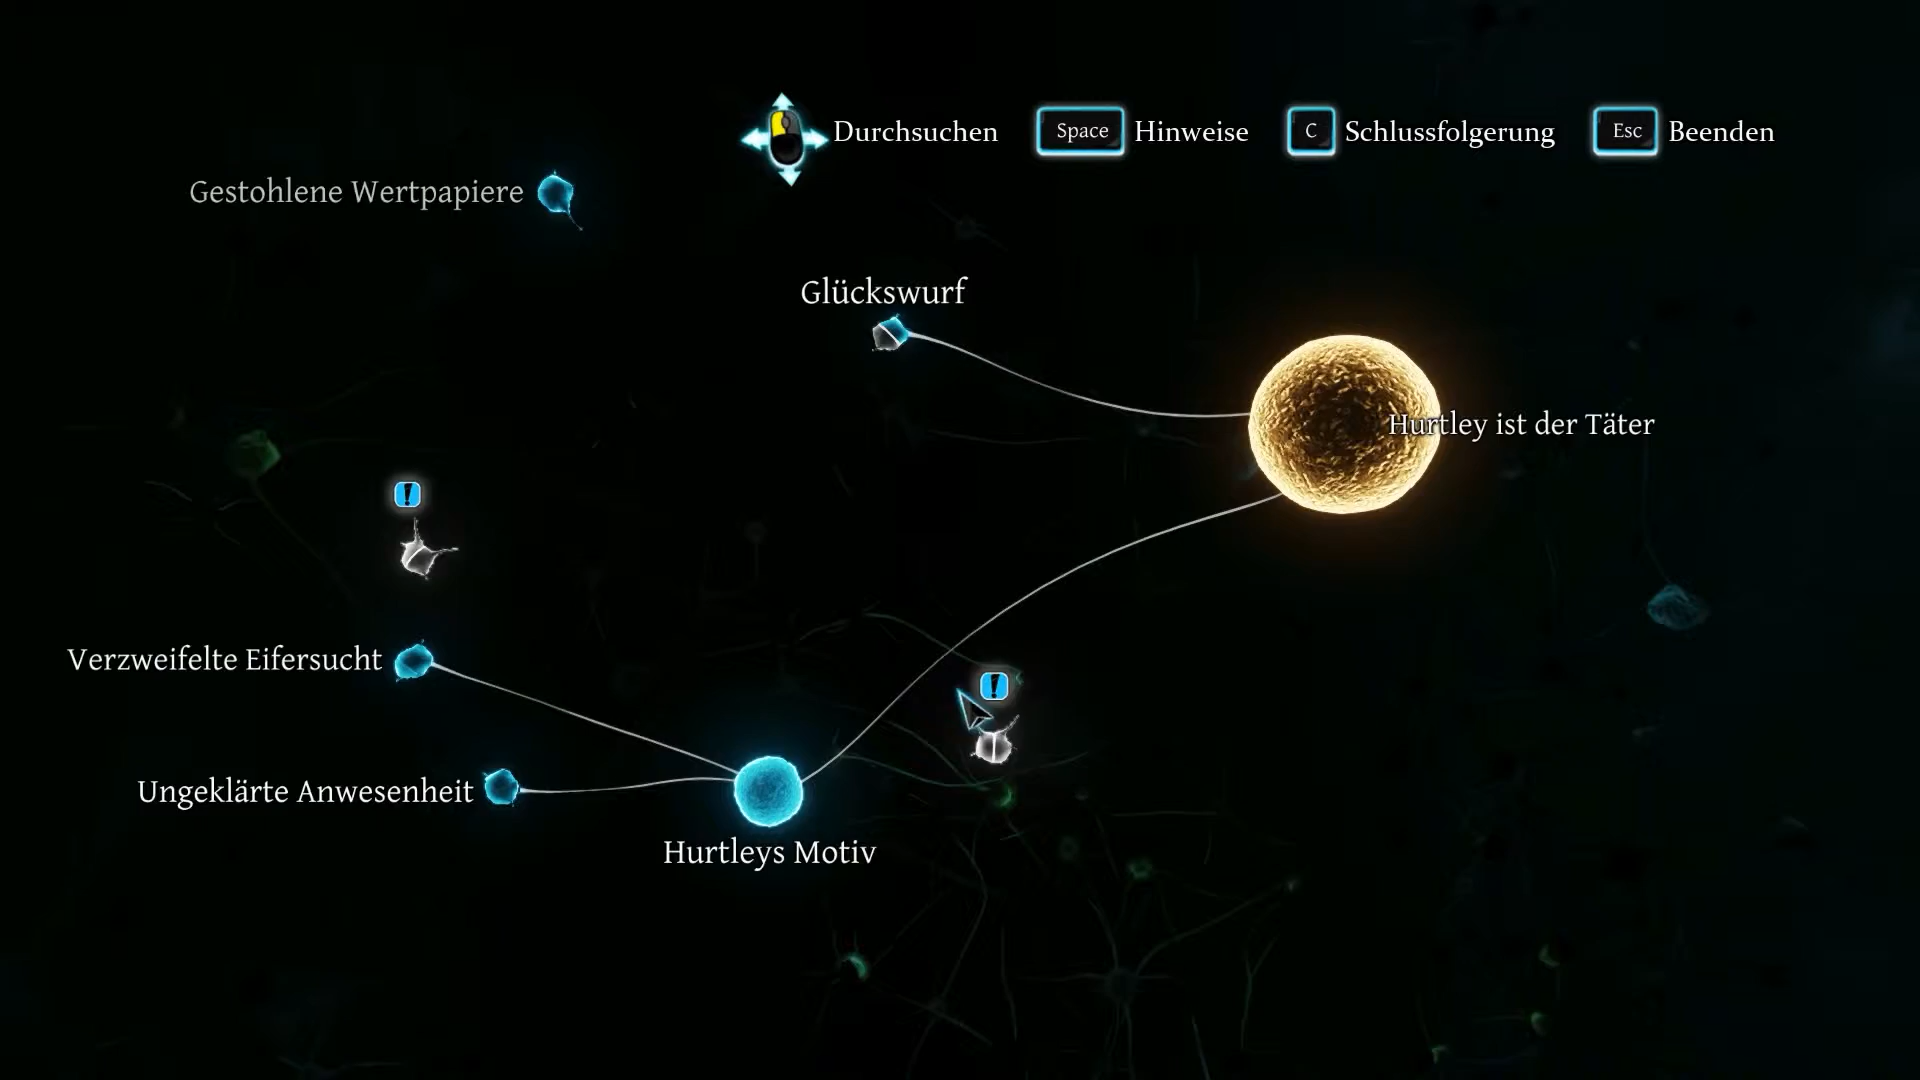 Durchsuchen
Space Hinweise
C Schlussfolgerung
Esc Beenden
Gestohlene Wertpapiere
Glückswurf
Hurtley ist der Täter
!
Verzweifelte Eifersucht
!
Ungeklärte Anwesenheit
Hurtleys Motiv